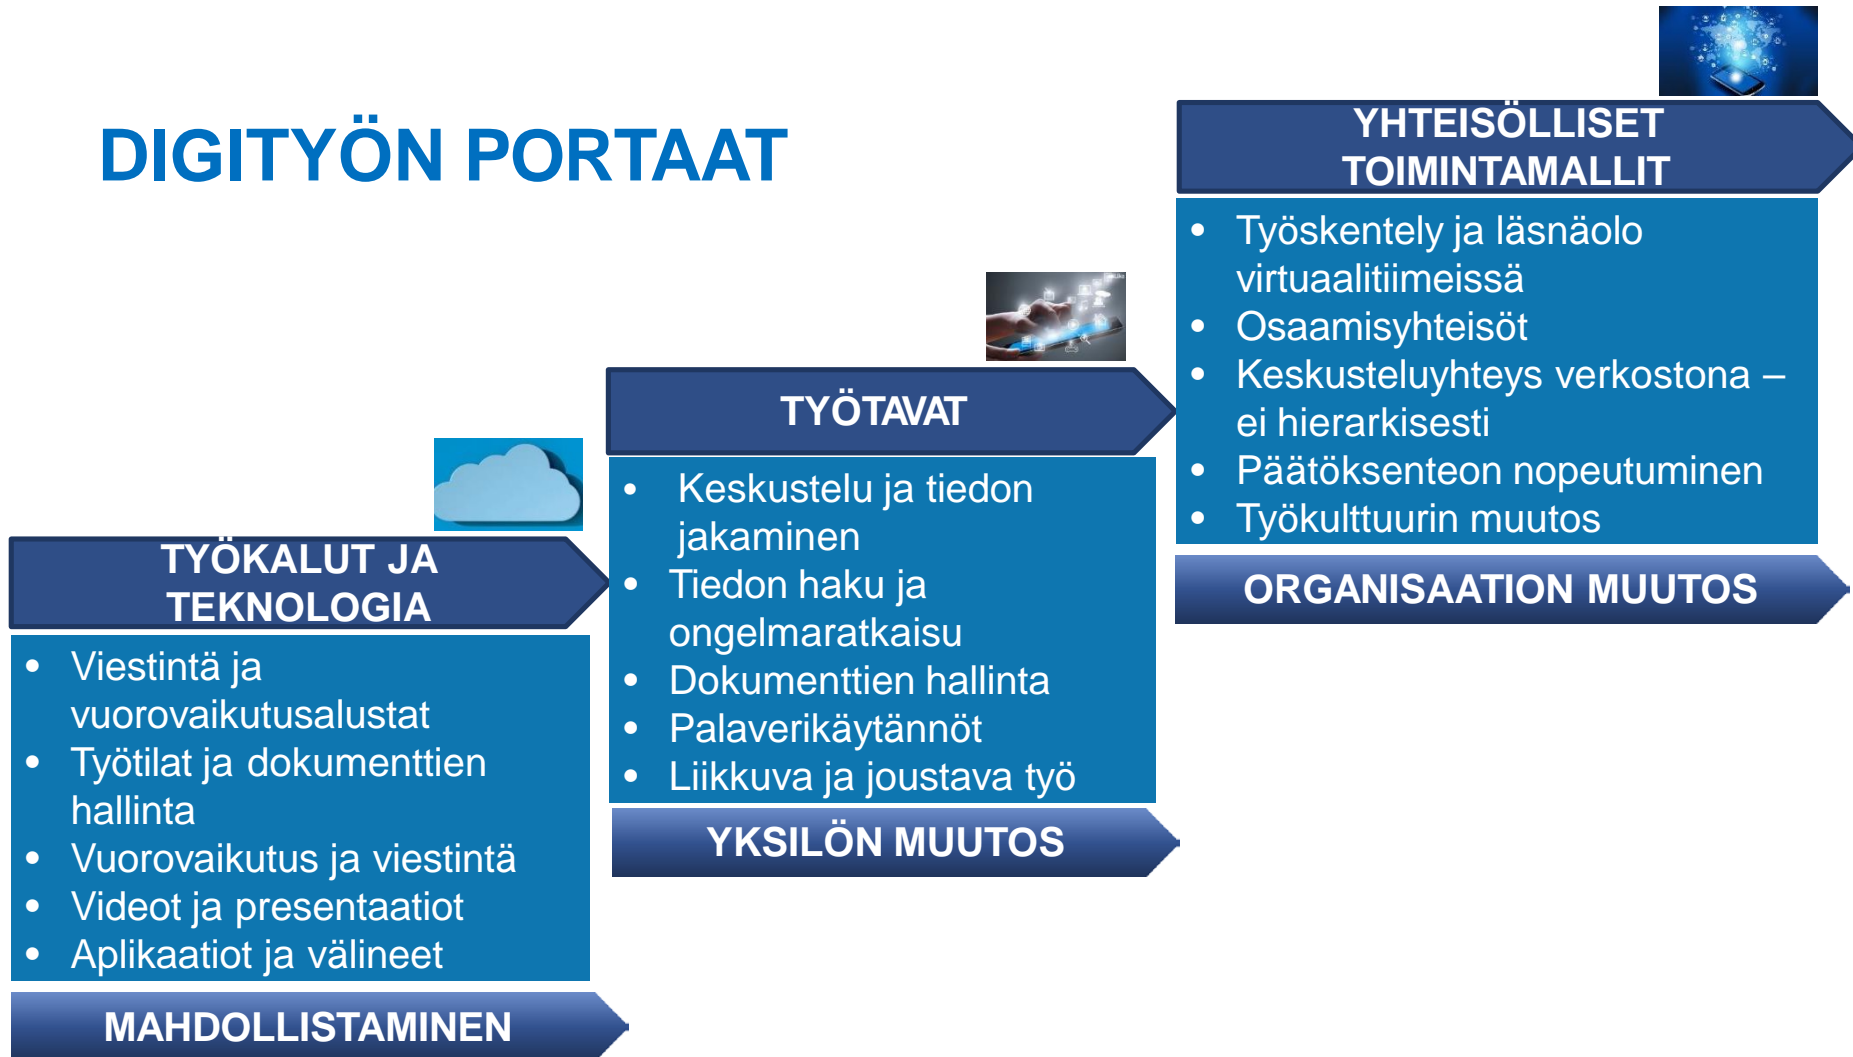 DIGITYÖN PORTAAT
TYÖKALUT JA
TEKNOLOGIA
• Viestintä ja
vuorovaikutusalustat
• Työtilat ja dokumenttien
hallinta
• Vuorovaikutus ja viestintä
• Videot ja presentaatiot
• Aplikaatiot ja välineet
MAHDOLLISTAMINEN
TYÖTAVAT
• Keskustelu ja tiedon
jakaminen
• Tiedon haku ja
ongelmaratkaisu
• Dokumenttien hallinta
• Palaverikäytännöt
• Liikkuva ja joustava työ
YKSILÖN MUUTOS
YHTEISÖLLISET
TOIMINTAMALLIT
• Työskentely ja läsnäolo
virtuaalitiimeissä
• Osaamisyhteisöt
• Keskusteluyhteys verkostona –
ei hierarkisesti
• Päätöksenteon nopeutuminen
• Työkulttuurin muutos
ORGANISAATION MUUTOS